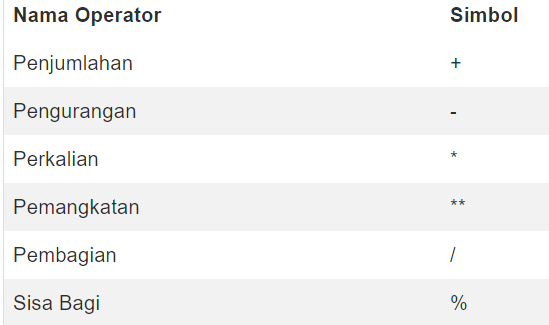 Nama Operator Simbol
Penjumlahan +
Pengurangan -
Perkalian *
Pemangkatan **
Pembagian /
Sisa Bagi %